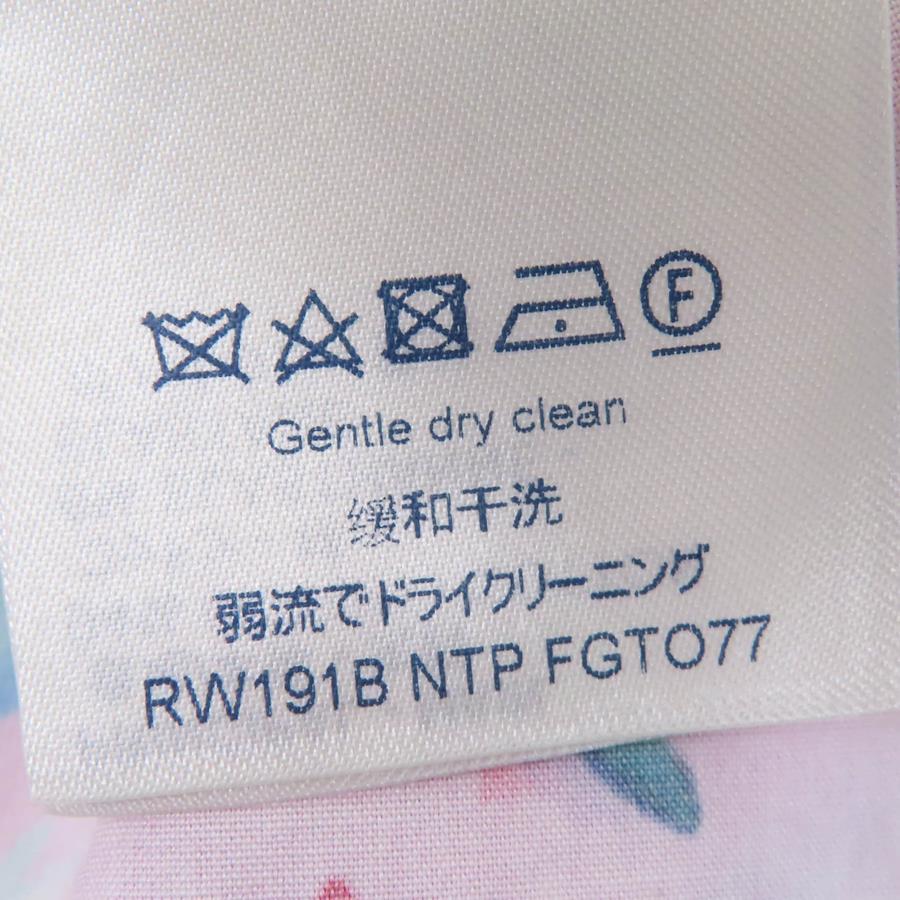 F
Gentle dry clean
缓和干洗
弱流でドライクリーニング
RW191B NTP FGTO77